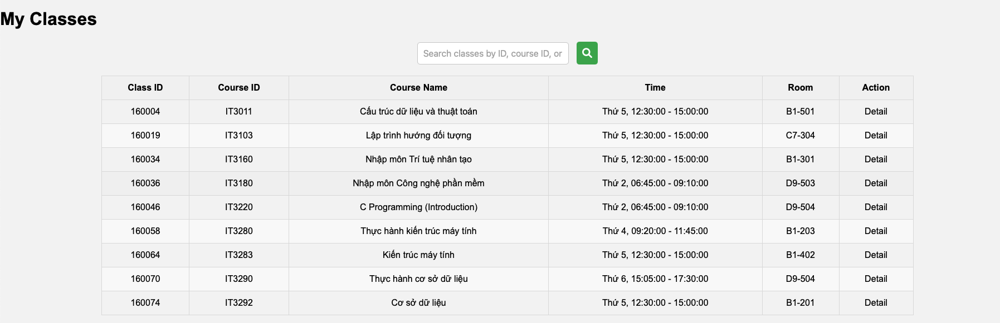 My Classes
Search classes by ID, course ID, or
Class ID Course ID Course Name Time Room Action
160004 IT3011 Cấu trúc dữ liệu và thuật toán Thứ 5, 12:30:00 - 15:00:00 B1-501 Detail
160019 IT3103 Lập trình hướng đối tượng Thứ 5, 12:30:00 - 15:00:00 C7-304 Detail
160034 IT3160 Nhập môn Trí tuệ nhân tạo Thứ 5, 12:30:00 - 15:00:00 B1-301 Detail
160036 IT3180 Nhập môn Công nghệ phần mềm Thứ 2, 06:45:00 - 09:10:00 D9-503 Detail
160046 IT3220 C Programming (Introduction) Thứ 2, 06:45:00 - 09:10:00 D9-504 Detail
160058 IT3280 Thực hành kiến trúc máy tính Thứ 4, 09:20:00 - 11:45:00 B1-203 Detail
160064 IT3283 Kiến trúc máy tính Thứ 5, 12:30:00 - 15:00:00 B1-402 Detail
160070 IT3290 Thực hành cơ sở dữ liệu Thứ 6, 15:05:00 - 17:30:00 D9-504 Detail
160074 IT3292 Cơ sở dữ liệu Thứ 5, 12:30:00 - 15:00:00 B1-201 Detail